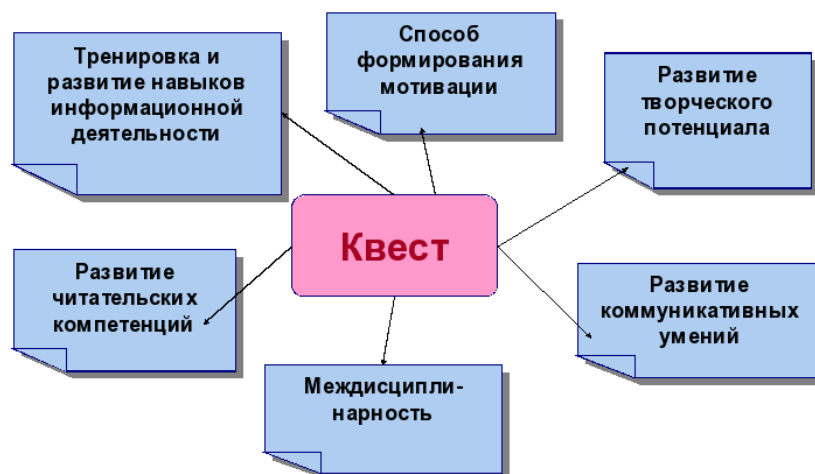 Тренировка и
развитие навыков
информационной
деятельности
Способ
формирования
мотивации
Развитие
творческого
потенциала
Квест
Развитие
читательских
компетенций
Развитие
коммуникативных
умений
Междисципли-
нарность